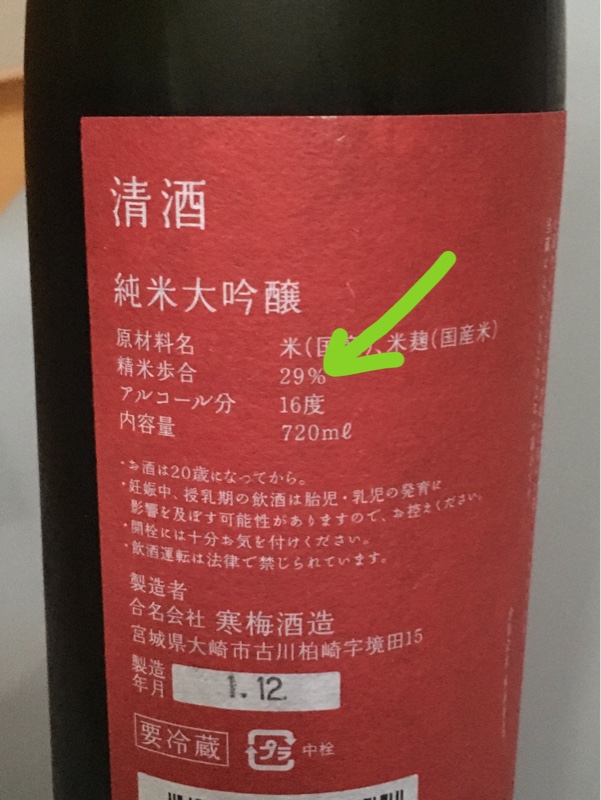 清酒
純米大吟醸
原材料名 米(国産)、米麹(国産米)
精米歩合 29%
アルコール分 16度
内容量 720mℓ
・お酒は20歳になってから。
・妊娠中、授乳期の飲酒は胎児・乳児の発育に
影響を及ぼす可能性がありますので、お控えください。
・開栓には十分お気を付けください。
・飲酒運転は法律で禁じられています。
製造者
合名会社 寒梅酒造
宮城県大崎市古川柏崎字境田15
製造年月 1.12.
要冷蔵 プラ 中栓